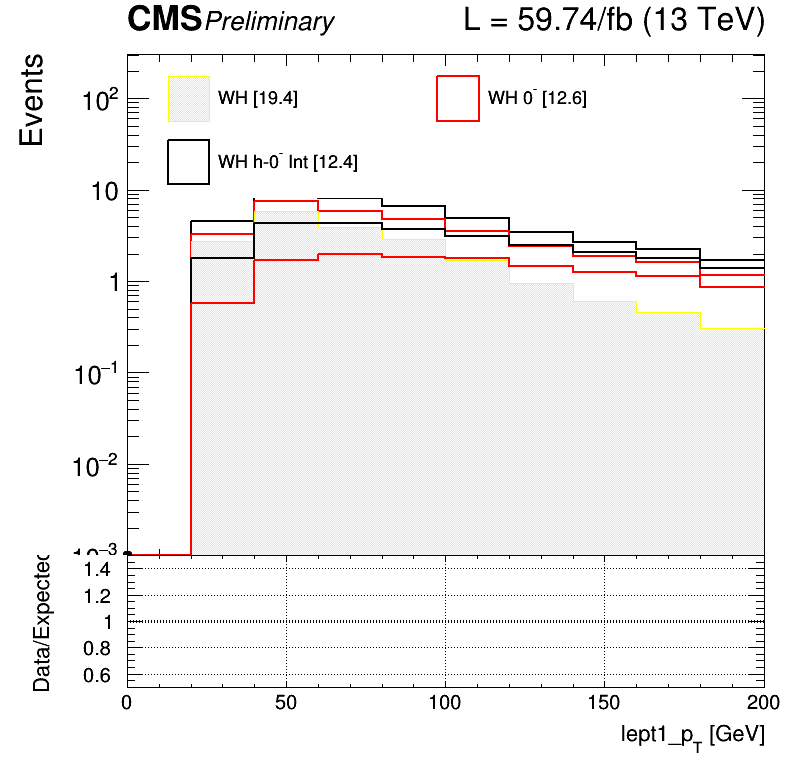 CMS Preliminary L = 59.74/fb (13 TeV)
Events
WH [19.4]
WH 0⁻ [12.6]
WH h-0⁻ Int [12.4]
10²
10
1
10⁻¹
10⁻²
10⁻³
Data/Expected
1.4
1.2
1
0.8
0.6
0 50 100 150 200
lept1_p_T [GeV]